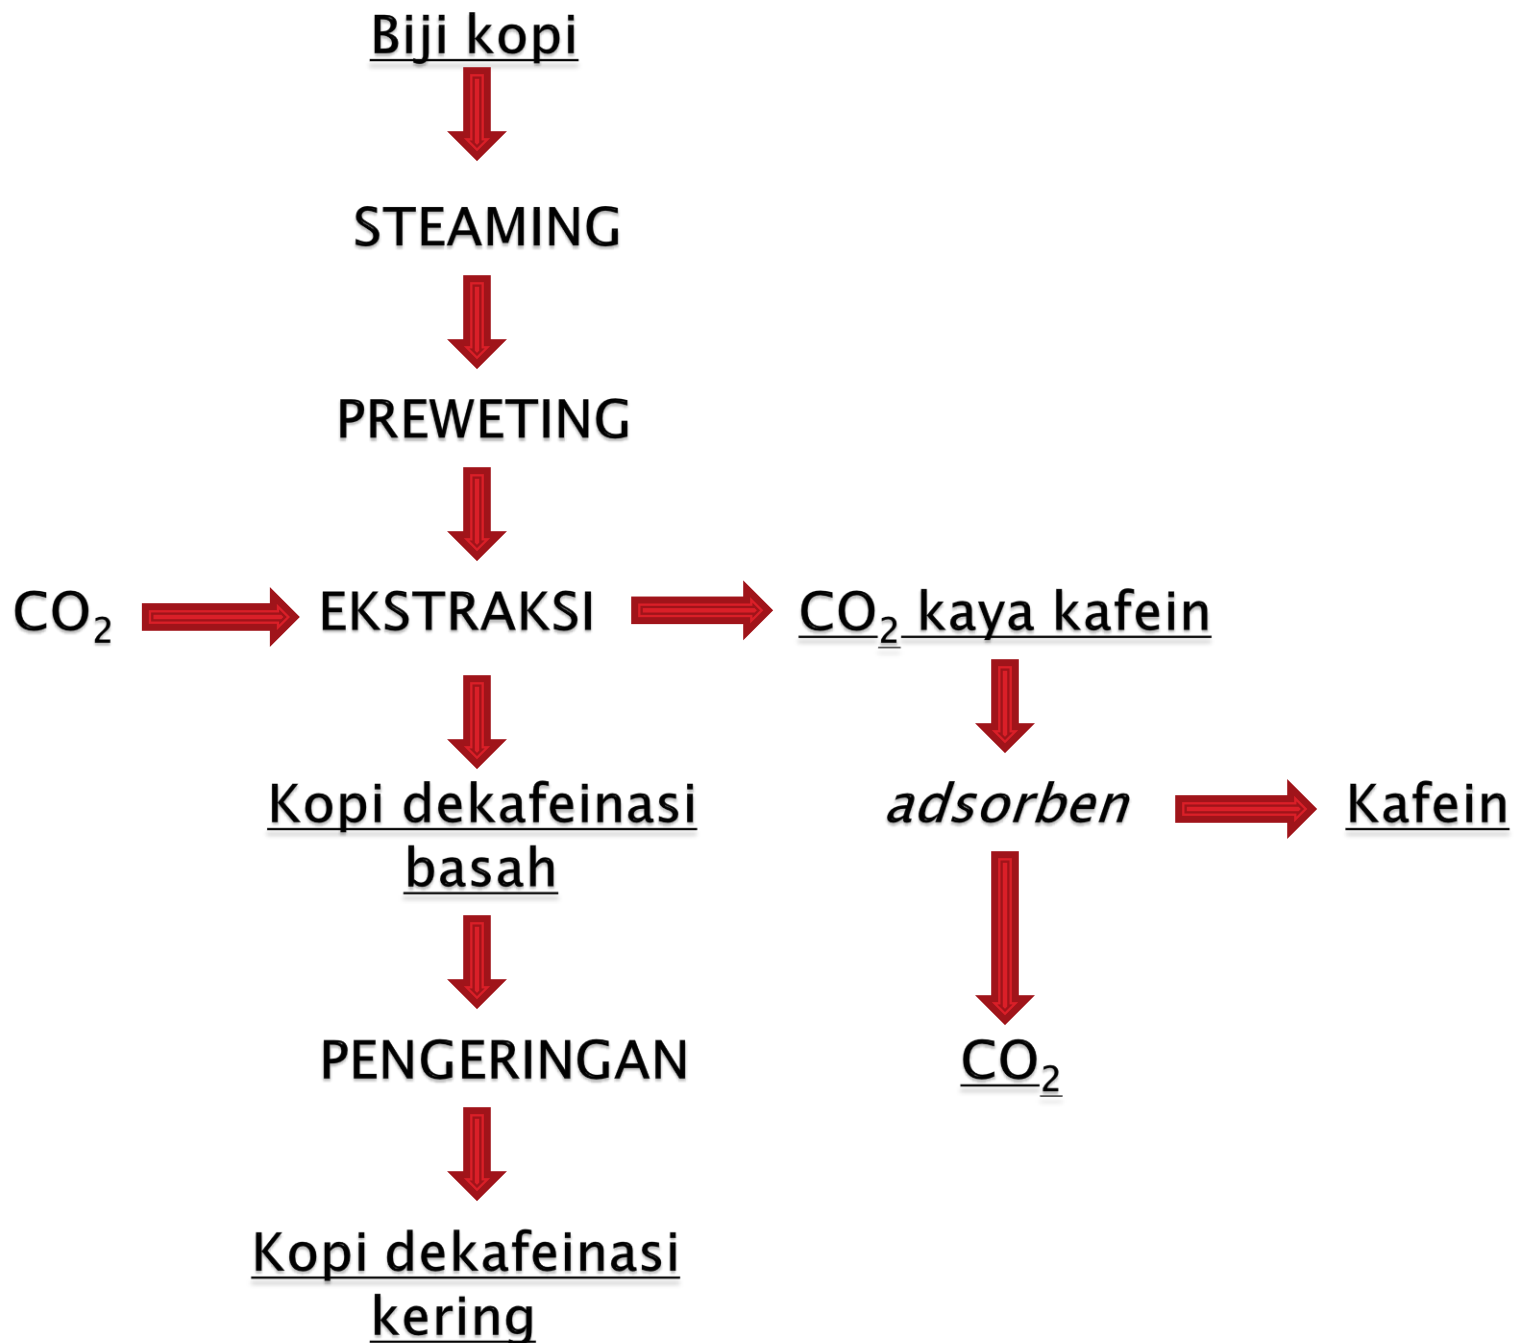 Biji kopi
STEAMING
PREWETING
CO₂
EKSTRAKSI
CO₂ kaya kafein
Kopi dekafeinasi
basah
adsorben
Kafein
PENGERINGAN
CO₂
Kopi dekafeinasi
kering